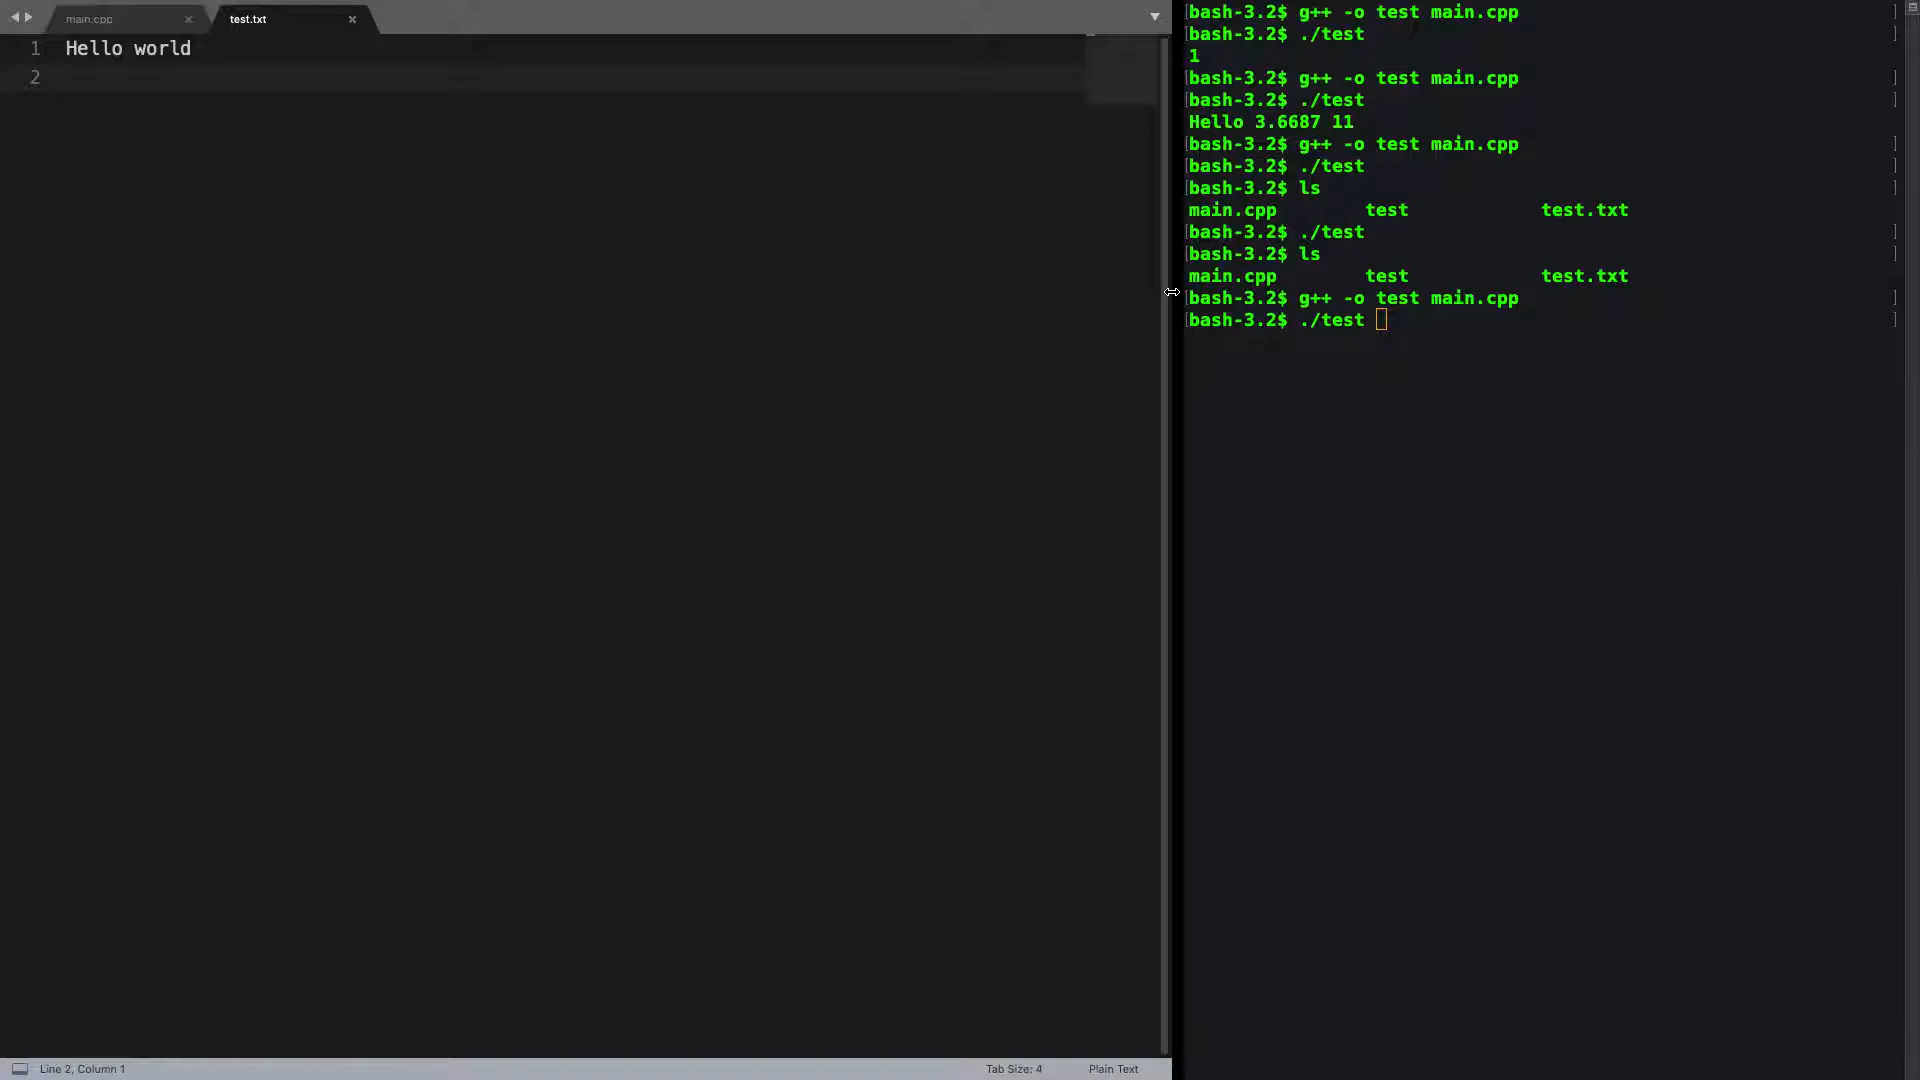 main.cpp
test.txt
1 Hello world
2
Line 2, Column 1
Tab Size: 4
Plain Text
[bash-3.2$ g++ -o test main.cpp ]
[bash-3.2$ ./test ]
1
[bash-3.2$ g++ -o test main.cpp ]
[bash-3.2$ ./test ]
Hello 3.6687 11
[bash-3.2$ g++ -o test main.cpp ]
[bash-3.2$ ./test ]
[bash-3.2$ ls ]
main.cpp test test.txt
[bash-3.2$ ./test ]
[bash-3.2$ ls ]
main.cpp test test.txt
[bash-3.2$ g++ -o test main.cpp ]
[bash-3.2$ ./test ]